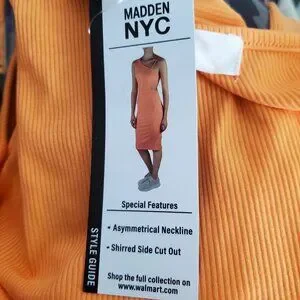 MADDEN
NYC
STYLE GUIDE
Special Features
• Asymmetrical Neckline
• Shirred Side Cut Out
Shop the full collection on
www.walmart.com